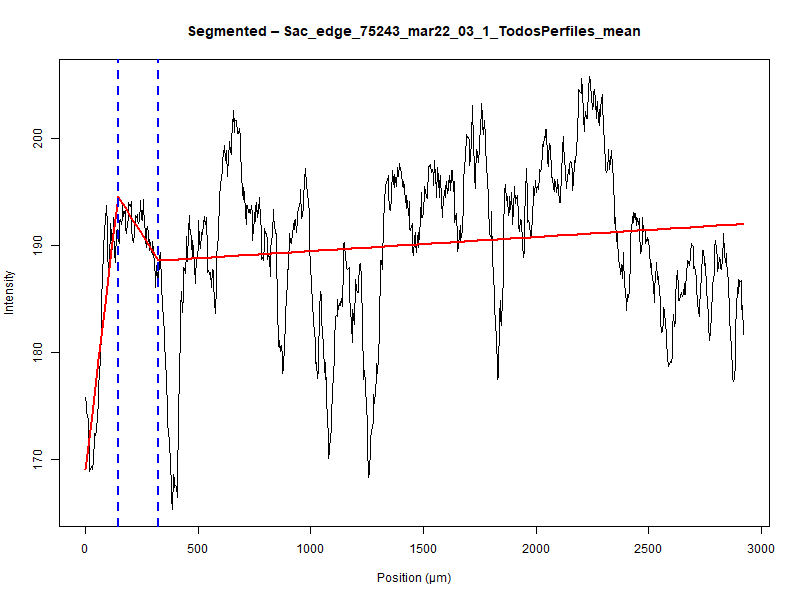 Segmented – Sac_edge_75243_mar22_03_1_TodosPerfiles_mean
Intensity
200
190
180
170
0 500 1000 1500 2000 2500 3000
Position (µm)